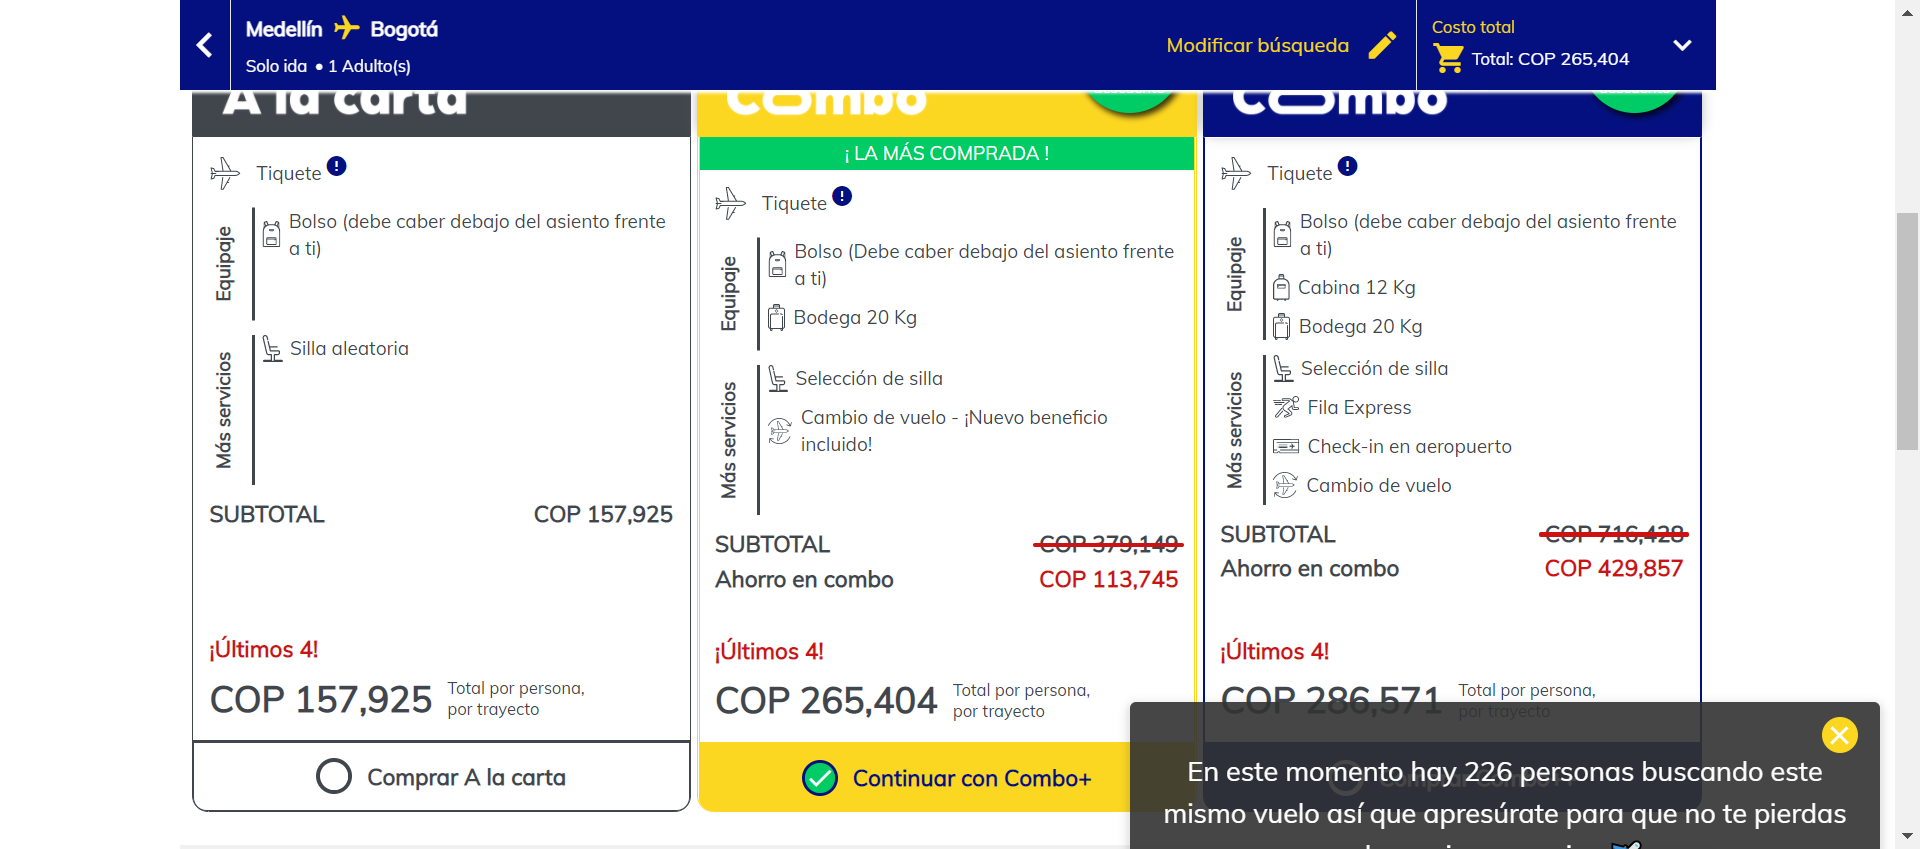 Medellín Bogotá
Solo ida • 1 Adulto(s)
Modificar búsqueda
Costo total
Total: COP 265,404
A la carta
Tiquete
Equipaje
Bolso (debe caber debajo del asiento frente
a ti)
Más servicios
Silla aleatoria
SUBTOTAL COP 157,925
¡Últimos 4!
COP 157,925 Total por persona,
por trayecto
Comprar A la carta
Combo
¡ LA MÁS COMPRADA !
Tiquete
Equipaje
Bolso (Debe caber debajo del asiento frente
a ti)
Bodega 20 Kg
Más servicios
Selección de silla
Cambio de vuelo - ¡Nuevo beneficio
incluido!
SUBTOTAL COP 379,149
Ahorro en combo COP 113,745
¡Últimos 4!
COP 265,404 Total por persona,
por trayecto
Continuar con Combo+
Combo
Tiquete
Equipaje
Bolso (debe caber debajo del asiento frente
a ti)
Cabina 12 Kg
Bodega 20 Kg
Más servicios
Selección de silla
Fila Express
Check-in en aeropuerto
Cambio de vuelo
SUBTOTAL COP 716,428
Ahorro en combo COP 429,857
¡Últimos 4!
COP 286,571 Total por persona,
por trayecto
En este momento hay 226 personas buscando este
mismo vuelo así que apresúrate para que no te pierdas